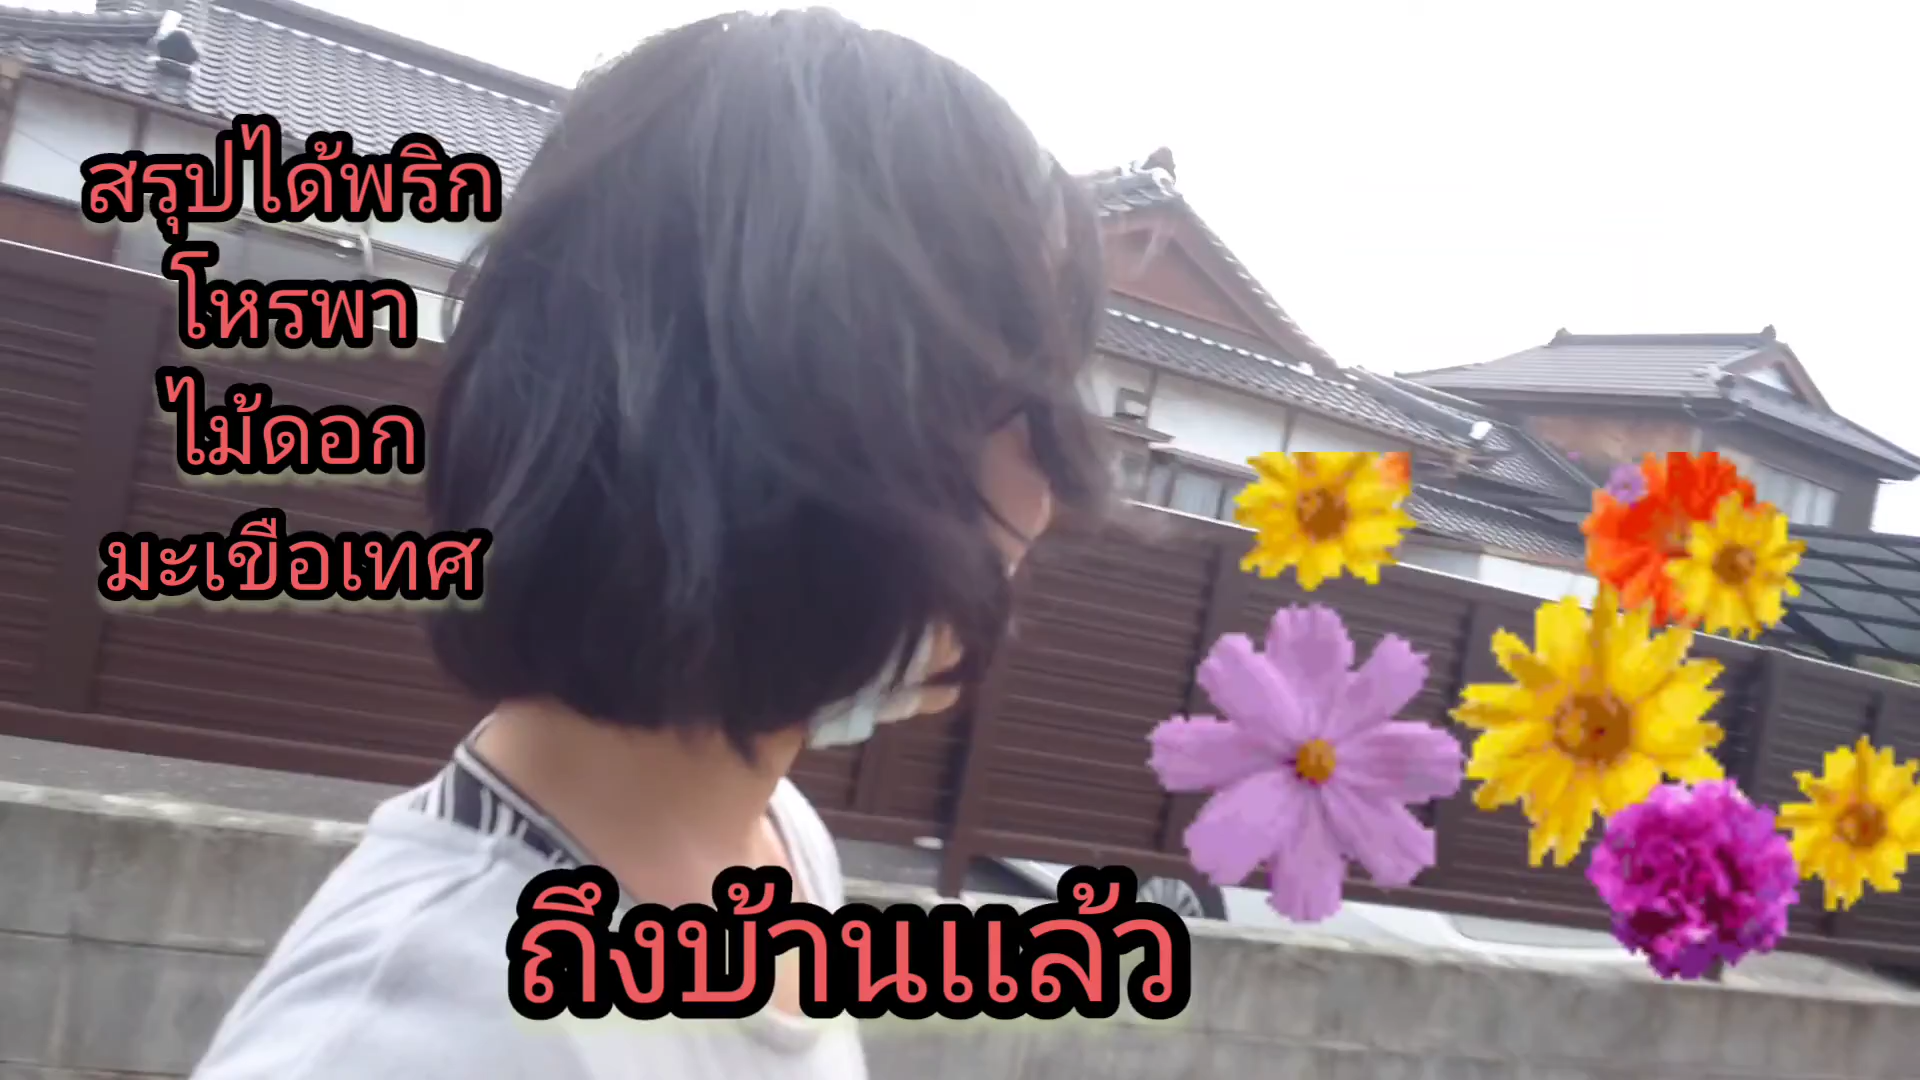 สรุปได้พริก
โหรพา
ไม้ดอก
มะเขือเทศ
ถึงบ้านแล้ว